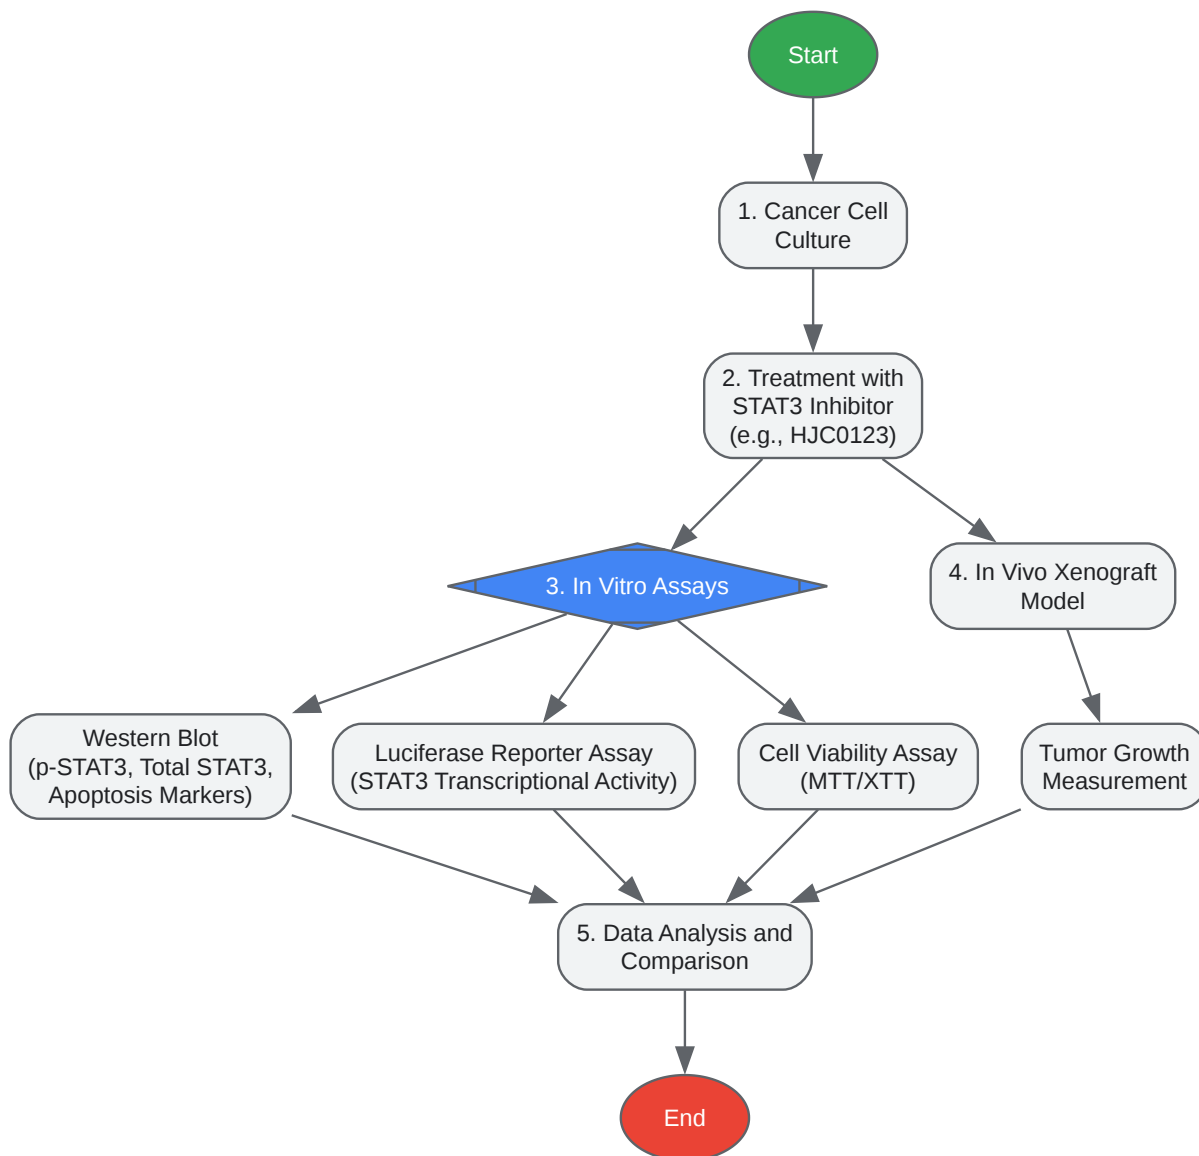 Start
1. Cancer Cell
Culture
2. Treatment with
STAT3 Inhibitor
(e.g., HJC0123)
3. In Vitro Assays
4. In Vivo Xenograft
Model
Western Blot
(p-STAT3, Total STAT3,
Apoptosis Markers)
Luciferase Reporter Assay
(STAT3 Transcriptional Activity)
Cell Viability Assay
(MTT/XTT)
Tumor Growth
Measurement
5. Data Analysis and
Comparison
End